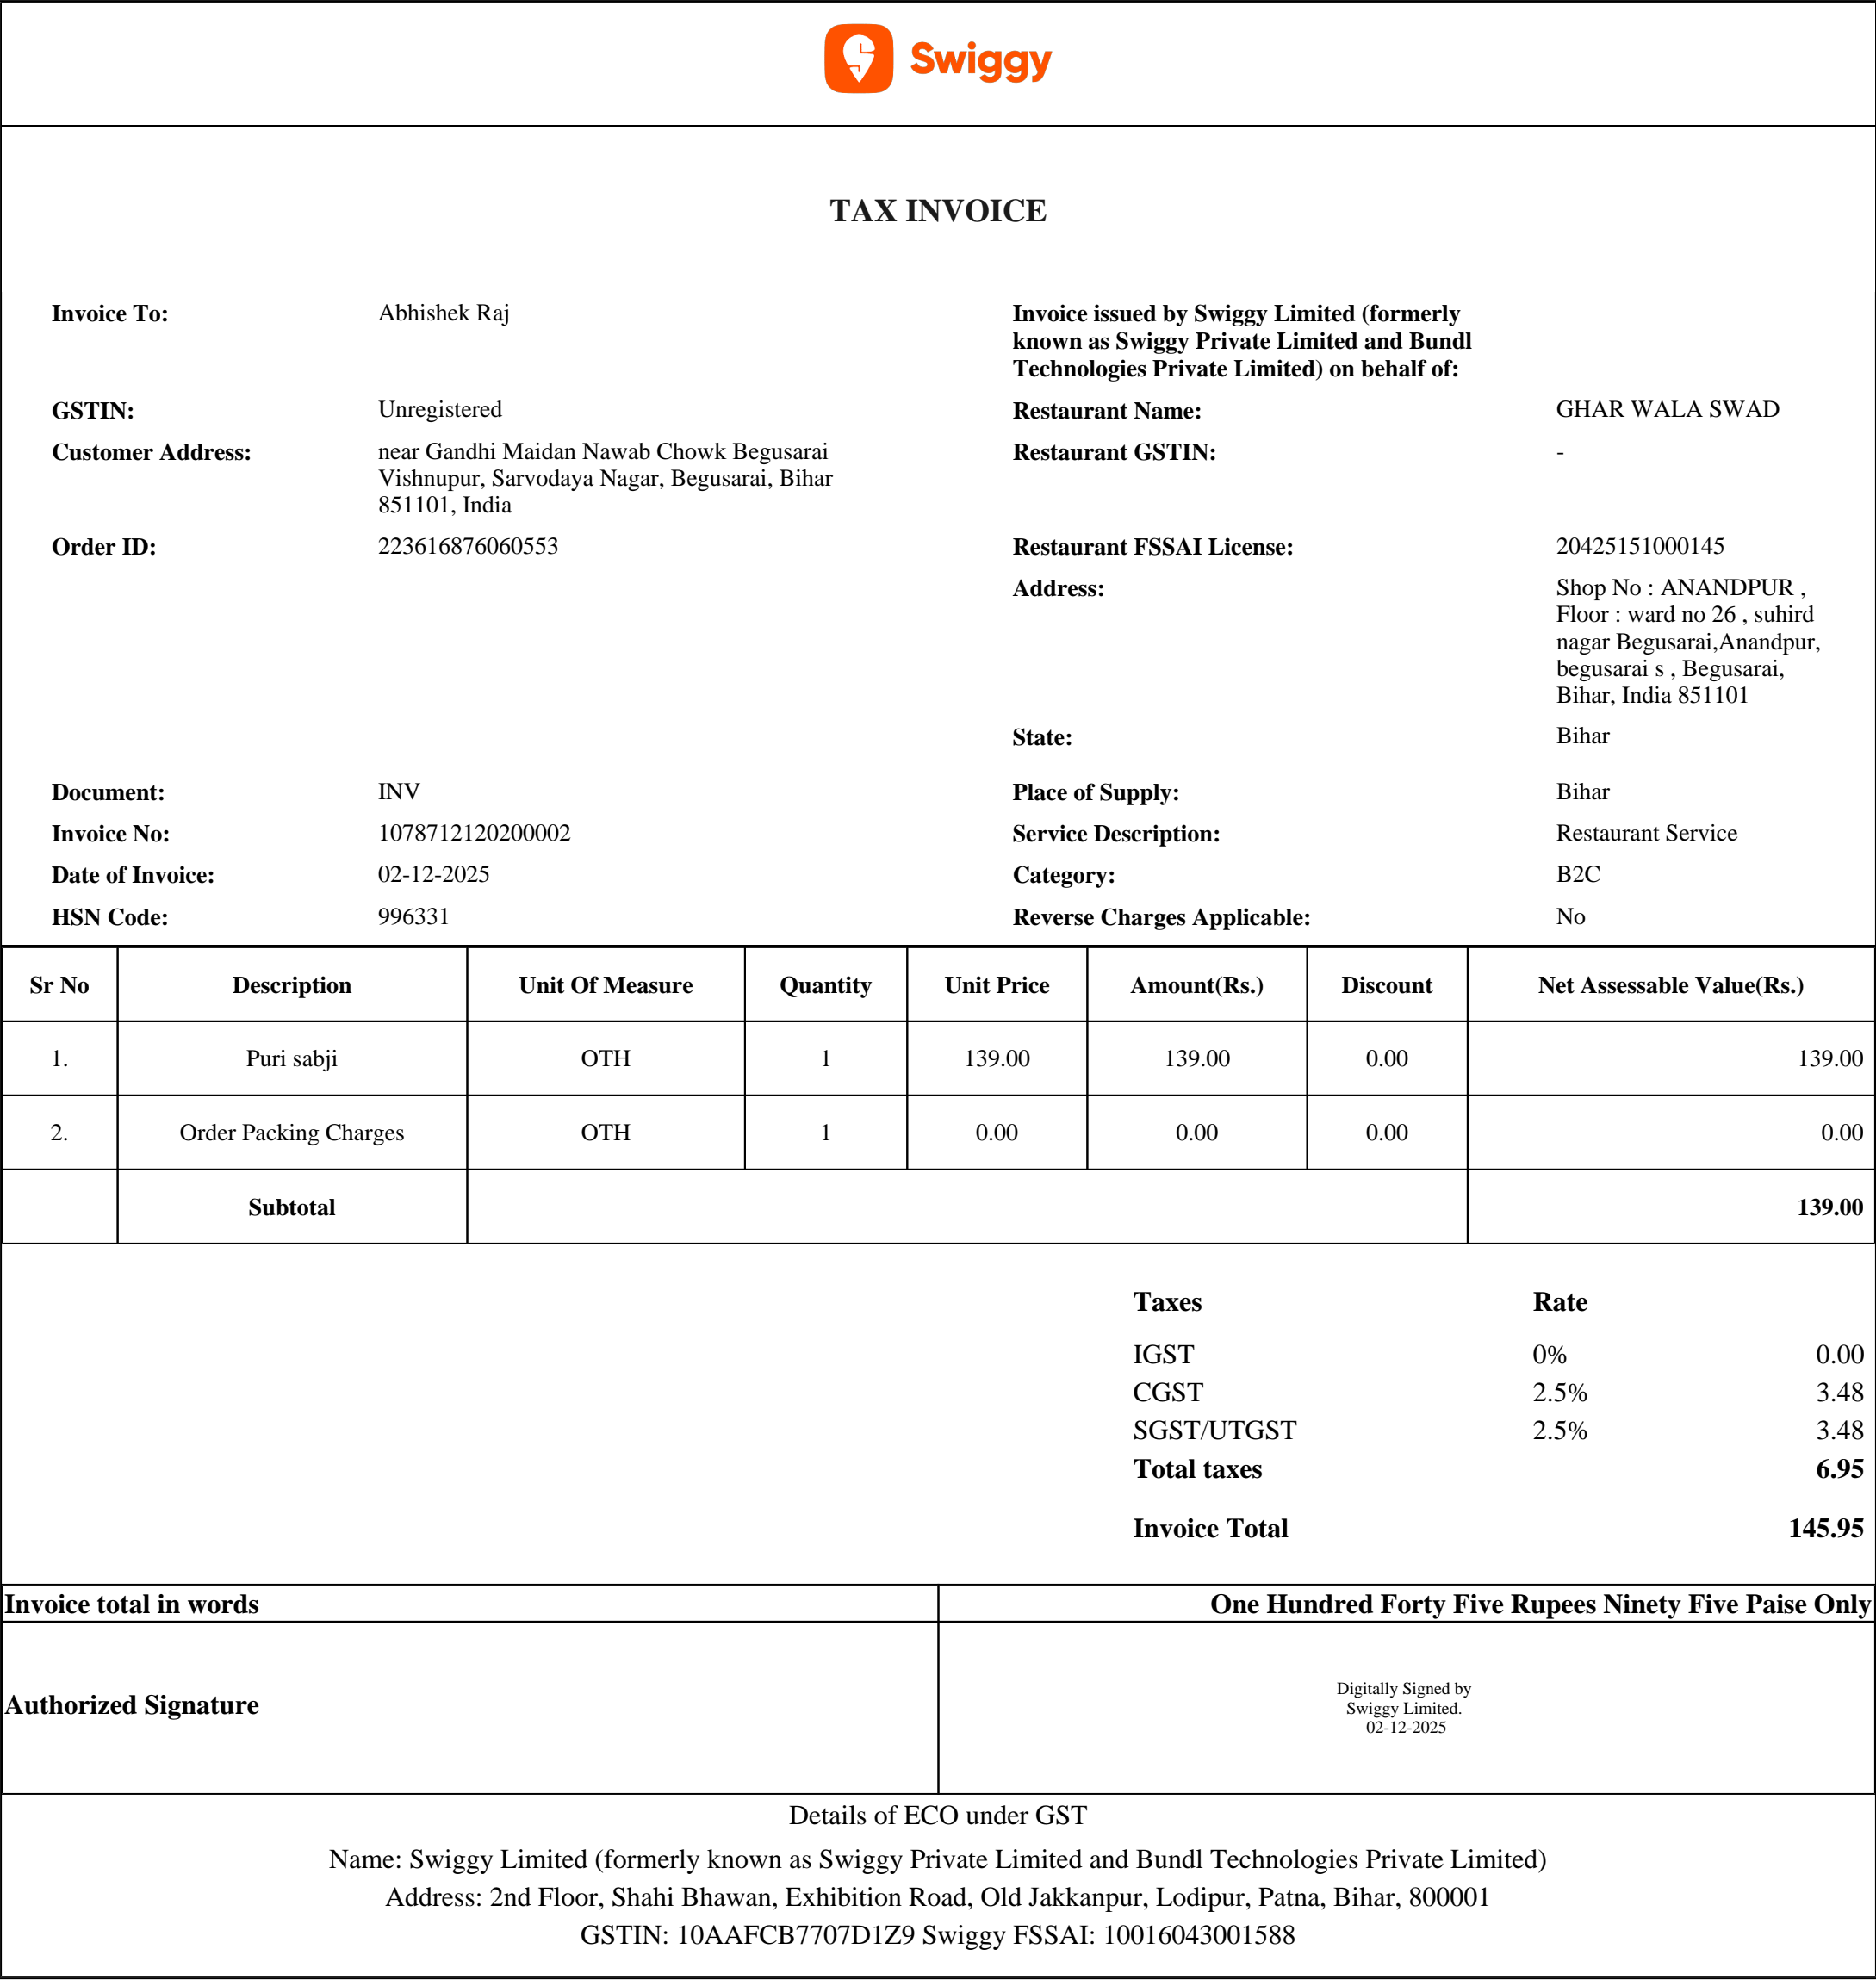 Swiggy
TAX INVOICE
Invoice To: Abhishek Raj
Invoice issued by Swiggy Limited (formerly
known as Swiggy Private Limited and Bundl
Technologies Private Limited) on behalf of:
GSTIN: Unregistered
Restaurant Name: GHAR WALA SWAD
Customer Address: near Gandhi Maidan Nawab Chowk Begusarai
Vishnupur, Sarvodaya Nagar, Begusarai, Bihar
851101, India
Restaurant GSTIN: -
Order ID: 223616876060553
Restaurant FSSAI License: 20425151000145
Address: Shop No : ANANDPUR ,
Floor : ward no 26 , suhird
nagar Begusarai,Anandpur,
begusarai s , Begusarai,
Bihar, India 851101
State: Bihar
Document: INV
Place of Supply: Bihar
Invoice No: 1078712120200002
Service Description: Restaurant Service
Date of Invoice: 02-12-2025
Category: B2C
HSN Code: 996331
Reverse Charges Applicable: No
Sr No Description Unit Of Measure Quantity Unit Price Amount(Rs.) Discount Net Assessable Value(Rs.)
1. Puri sabji OTH 1 139.00 139.00 0.00 139.00
2. Order Packing Charges OTH 1 0.00 0.00 0.00 0.00
Subtotal 139.00
Taxes Rate
IGST 0% 0.00
CGST 2.5% 3.48
SGST/UTGST 2.5% 3.48
Total taxes 6.95
Invoice Total 145.95
Invoice total in words One Hundred Forty Five Rupees Ninety Five Paise Only
Authorized Signature
Digitally Signed by
Swiggy Limited.
02-12-2025
Details of ECO under GST
Name: Swiggy Limited (formerly known as Swiggy Private Limited and Bundl Technologies Private Limited)
Address: 2nd Floor, Shahi Bhawan, Exhibition Road, Old Jakkanpur, Lodipur, Patna, Bihar, 800001
GSTIN: 10AAFCB7707D1Z9 Swiggy FSSAI: 10016043001588